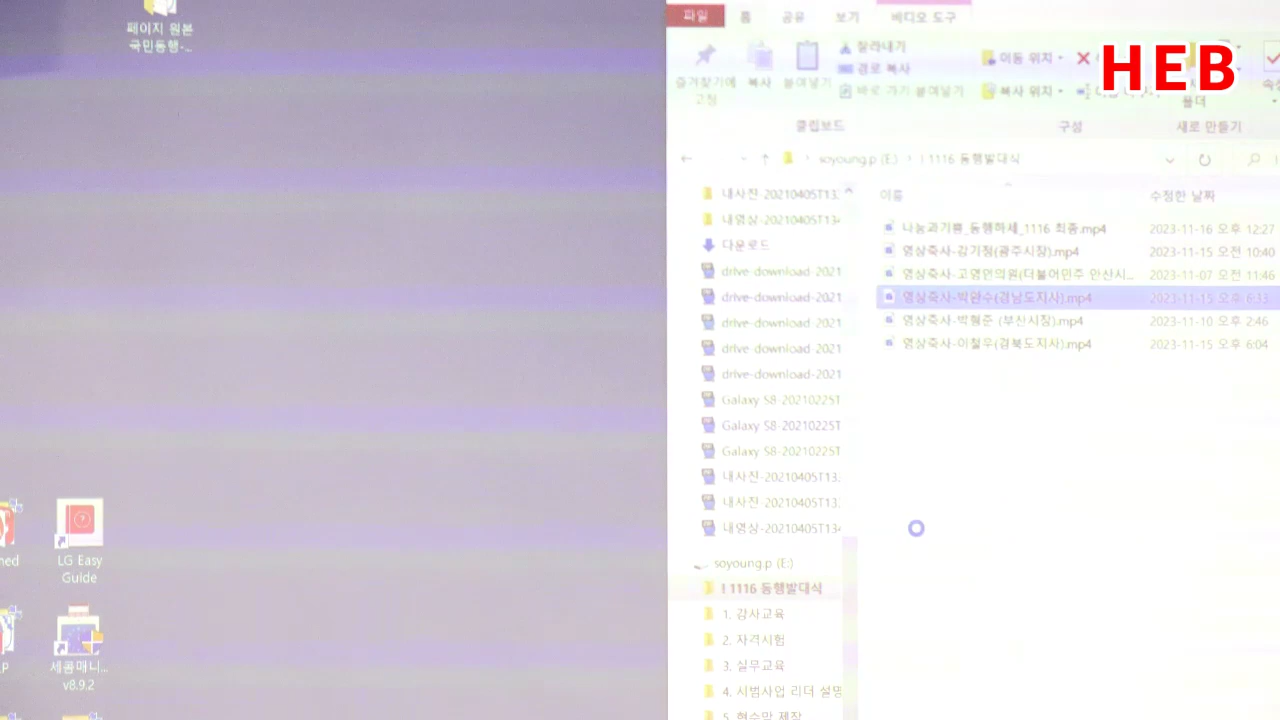 페이지 원본
국민동행-...
LG Easy
Guide
세콤매니...
v8.9.2
파일 홈 공유 보기 비디오 도구
HEB
잘라내기
경로 복사
바로 가기 붙여넣기
이동 위치
복사 위치
즐겨찾기에
고정
복사 붙여넣기
폴더
클립보드 구성 새로 만들기
soyoung.p (E:) > ! 1116 동행발대식
이름 수정한 날짜
내사진-20210405T13
내영상-20210405T134
다운로드
drive-download-2021
drive-download-2021
drive-download-2021
drive-download-2021
drive-download-2021
Galaxy S8-20210225T
Galaxy S8-20210225T
Galaxy S8-20210225T
내사진-20210405T13
내사진-20210405T13
내영상-20210405T134
soyoung.p (E:)
! 1116 동행발대식
1. 강사교육
2. 자격시험
3. 실무교육
4. 시범사업 리더 설명
5. 현수막 제작
나눔과기쁨_동행하세_1116 최종.mp4 2023-11-16 오후 12:27
영상축사-강기정(광주시장).mp4 2023-11-15 오전 10:40
영상축사-고영인의원(더불어민주 안산시... 2023-11-07 오전 11:46
영상축사-박완수(경남도지사).mp4 2023-11-15 오후 6:33
영상축사-박형준 (부산시장).mp4 2023-11-10 오후 2:46
영상축사-이철우(경북도지사).mp4 2023-11-15 오후 6:04